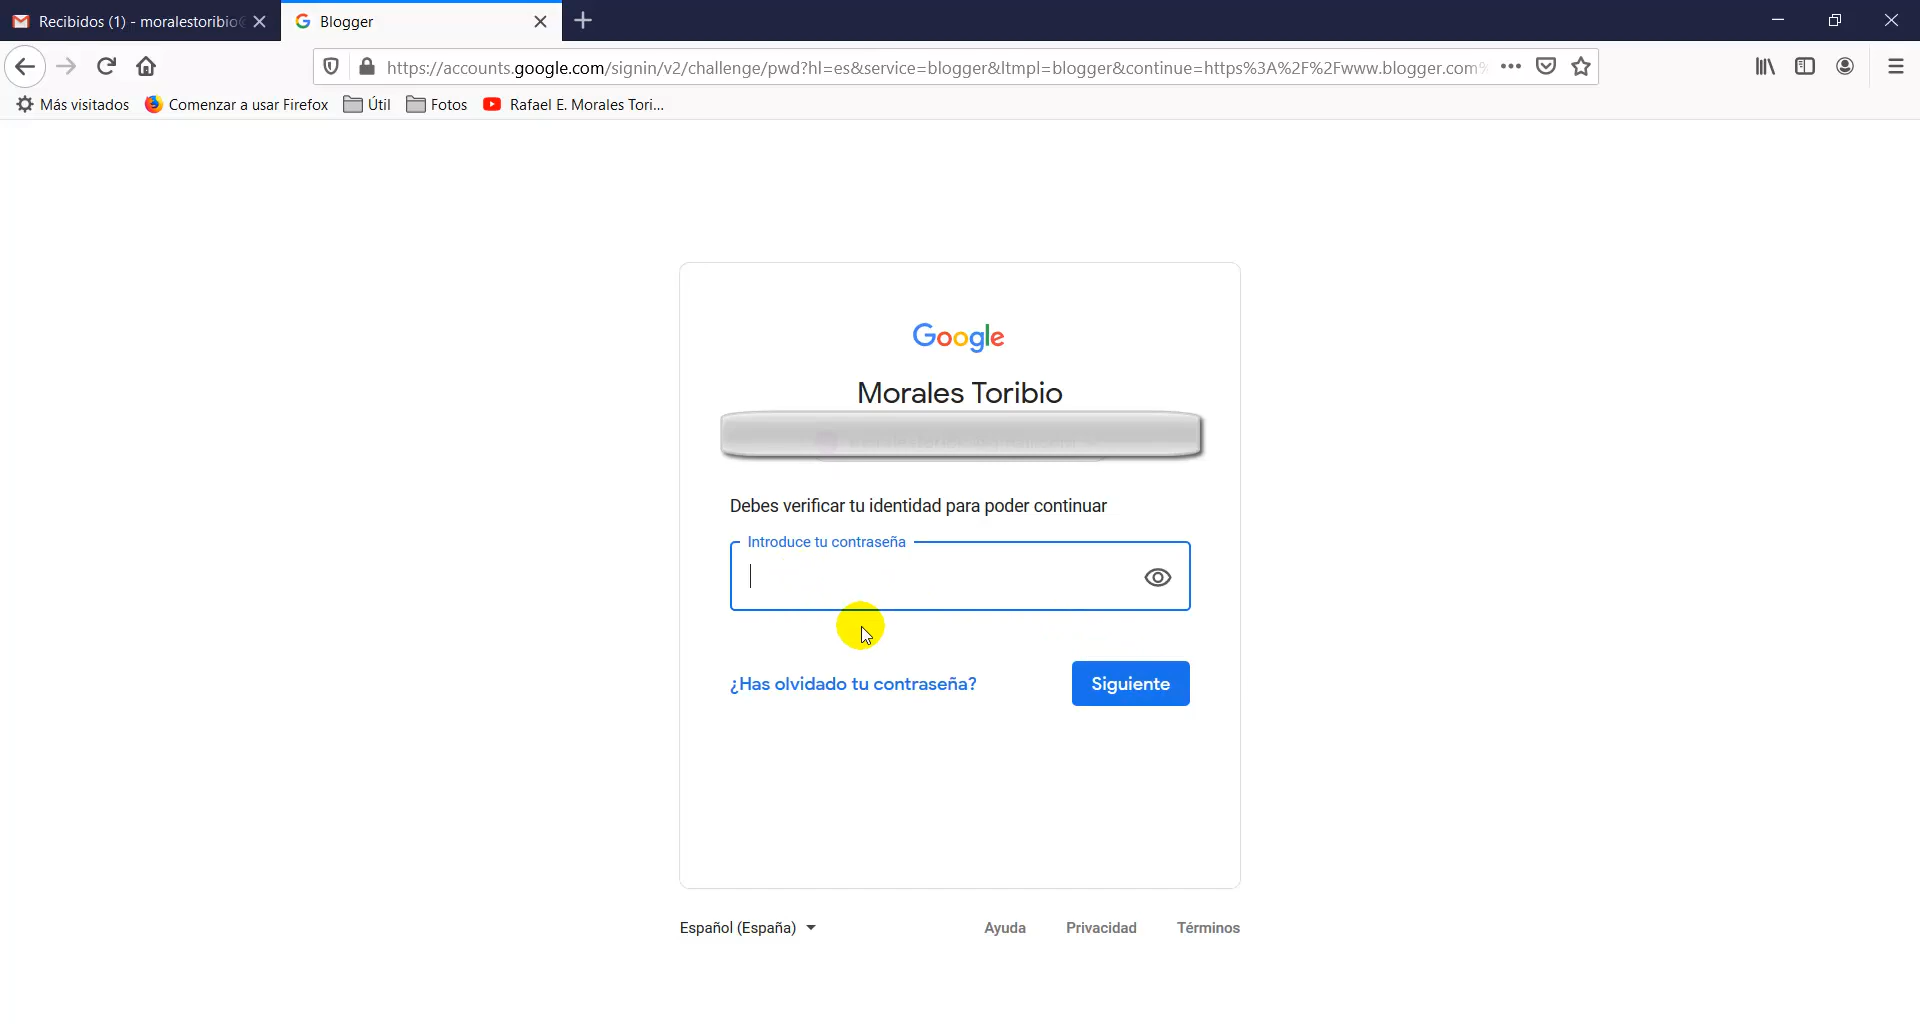 Recibidos (1) - moralestoribio@
Blogger
https://accounts.google.com/signin/v2/challenge/pwd?hl=es&service=blogger&ltmpl=blogger&continue=https%3A%2F%2Fwww.blogger.com%
Más visitados
Comenzar a usar Firefox
Útil
Fotos
Rafael E. Morales Tori...
Google
Morales Toribio
Debes verificar tu identidad para poder continuar
Introduce tu contraseña
¿Has olvidado tu contraseña?
Siguiente
Español (España)
Ayuda
Privacidad
Términos